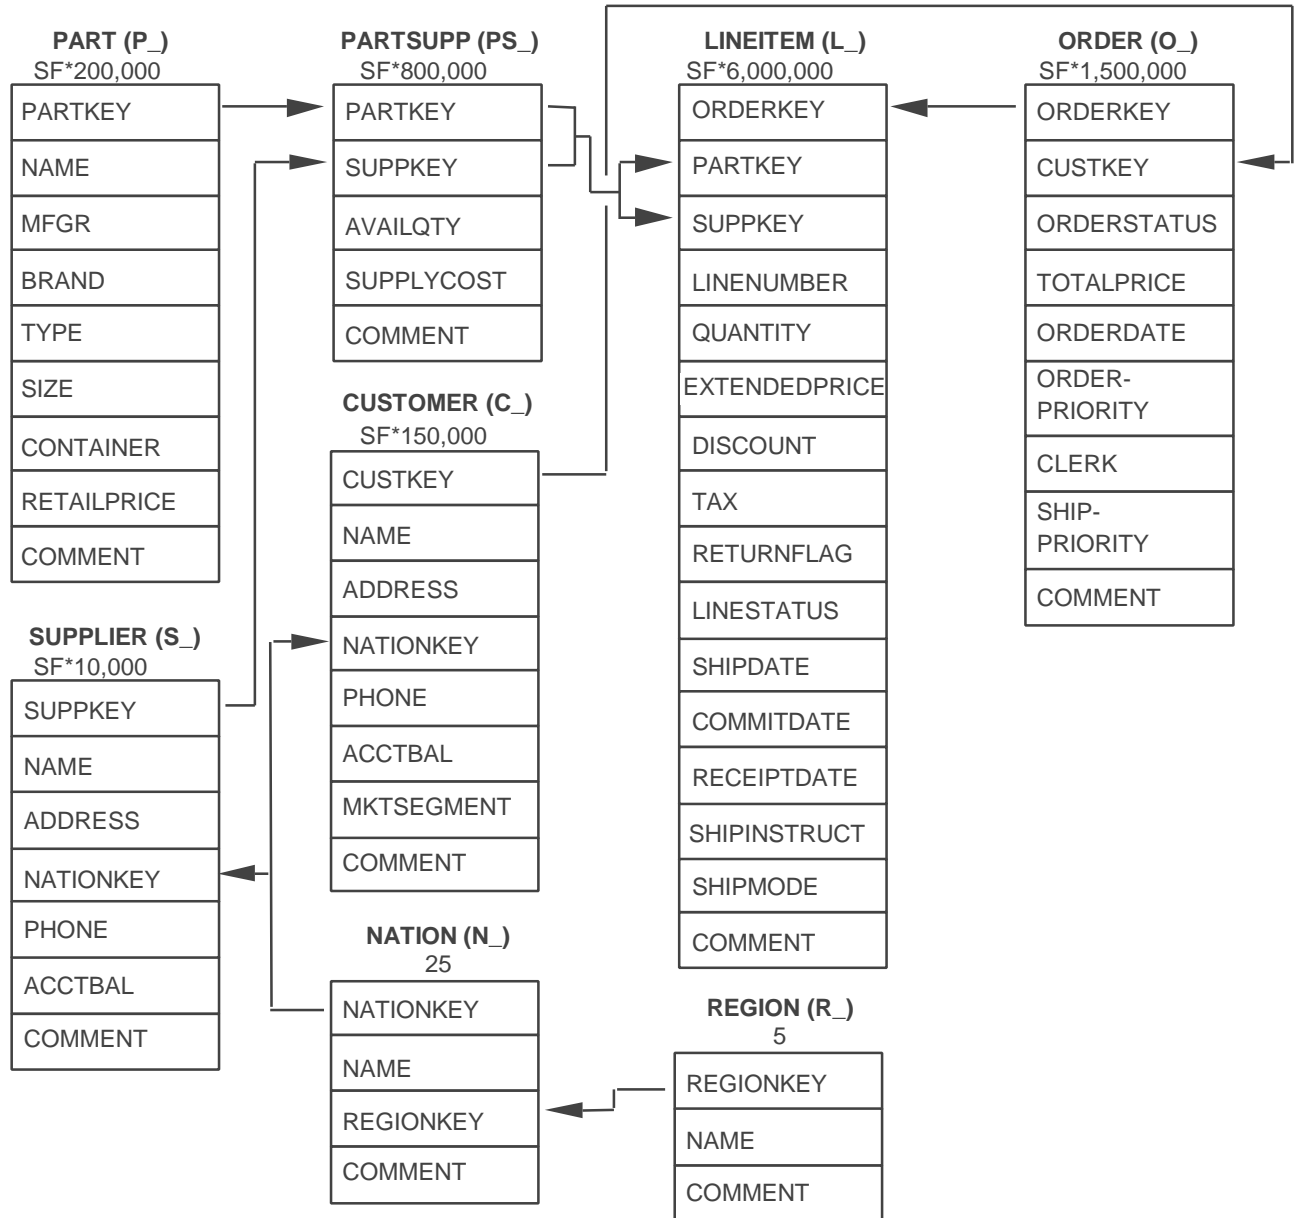 PART (P_)
SF*200,000
PARTKEY
NAME
MFGR
BRAND
TYPE
SIZE
CONTAINER
RETAILPRICE
COMMENT
SUPPLIER (S_)
SF*10,000
SUPPKEY
NAME
ADDRESS
NATIONKEY
PHONE
ACCTBAL
COMMENT
PARTSUPP (PS_)
SF*800,000
PARTKEY
SUPPKEY
AVAILQTY
SUPPLYCOST
COMMENT
CUSTOMER (C_)
SF*150,000
CUSTKEY
NAME
ADDRESS
NATIONKEY
PHONE
ACCTBAL
MKTSEGMENT
COMMENT
NATION (N_)
25
NATIONKEY
NAME
REGIONKEY
COMMENT
LINEITEM (L_)
SF*6,000,000
ORDERKEY
PARTKEY
SUPPKEY
LINENUMBER
QUANTITY
EXTENDEDPRICE
DISCOUNT
TAX
RETURNFLAG
LINESTATUS
SHIPDATE
COMMITDATE
RECEIPTDATE
SHIPINSTRUCT
SHIPMODE
COMMENT
REGION (R_)
5
REGIONKEY
NAME
COMMENT
ORDER (O_)
SF*1,500,000
ORDERKEY
CUSTKEY
ORDERSTATUS
TOTALPRICE
ORDERDATE
ORDER-
PRIORITY
CLERK
SHIP-
PRIORITY
COMMENT